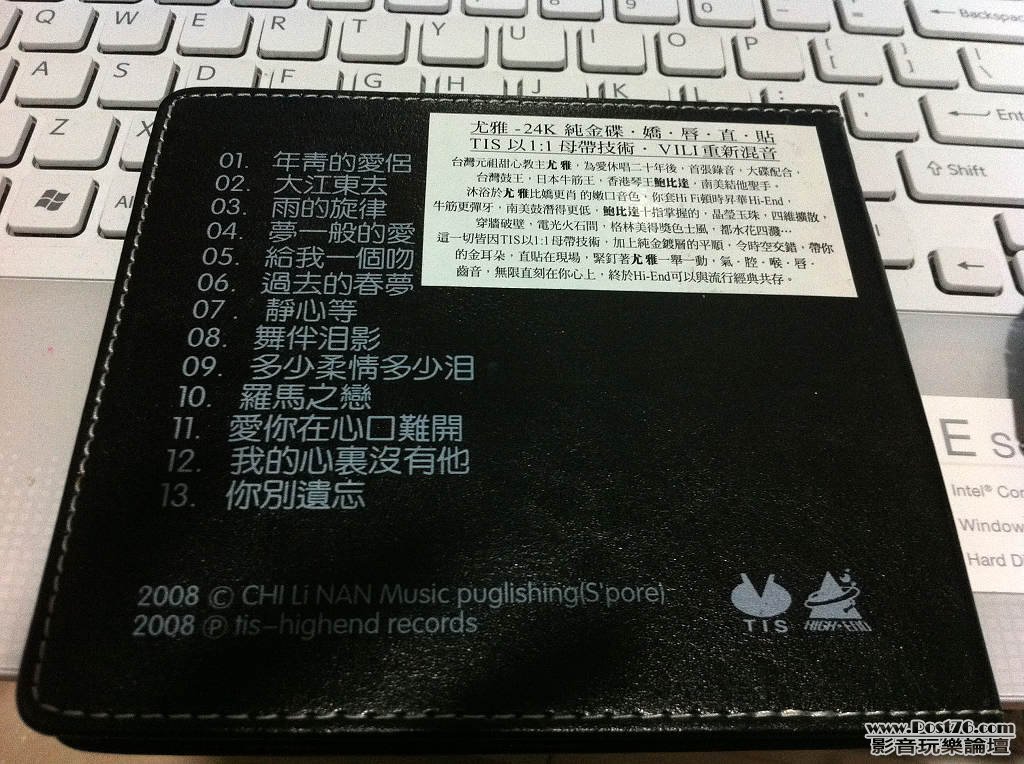 Q W E R T Y U I O P
8 9 0
Backspac
A S D F G H J K L
Ente
Z X
Shift
Alt
尤雅 - 24K 純金碟．嬌．唇．直．貼
TIS 以1:1 母帶技術．VILI 重新混音
台灣元祖甜心教主尤雅，為愛休唱二十年後，首張錄音，大碟配合，
台灣鼓王，日本牛筋王，香港琴王鮑比達，南美結他聖手，
沐浴於尤雅比嬌更肖的嫩口音色，你套Hi Fi頓時昇華Hi-End，
牛筋更彈牙，南美鼓潛得更低，鮑比達十指掌握的，晶瑩玉珠，四維擴散，
穿牆破壁，電光火石間，格林美得獎色士風，都水花四濺…
這一切皆因TIS以1:1母帶技術，加上純金鍍層的平順，令時空交錯，帶你
的金耳朵，直貼在現場，緊釘著尤雅一舉一動，氣．腔．喉．唇．
齒音，無限直刻在你心上，終於Hi-End可以與流行經典共存。
01. 年青的愛侶
02. 大江東去
03. 雨的旋律
04. 夢一般的愛
05. 給我一個吻
06. 過去的春夢
07. 靜心等
08. 舞伴泪影
09. 多少柔情多少泪
10. 羅馬之戀
11. 愛你在心口難開
12. 我的心裏沒有他
13. 你別遺忘
2008 © CHI Li NAN Music puglishing(S'pore)
2008 ℗ tis-highend records
TIS HIGH-END
E Se
Intel® Cor
Window
Hard Di
www.Post76.com
影音玩樂論壇